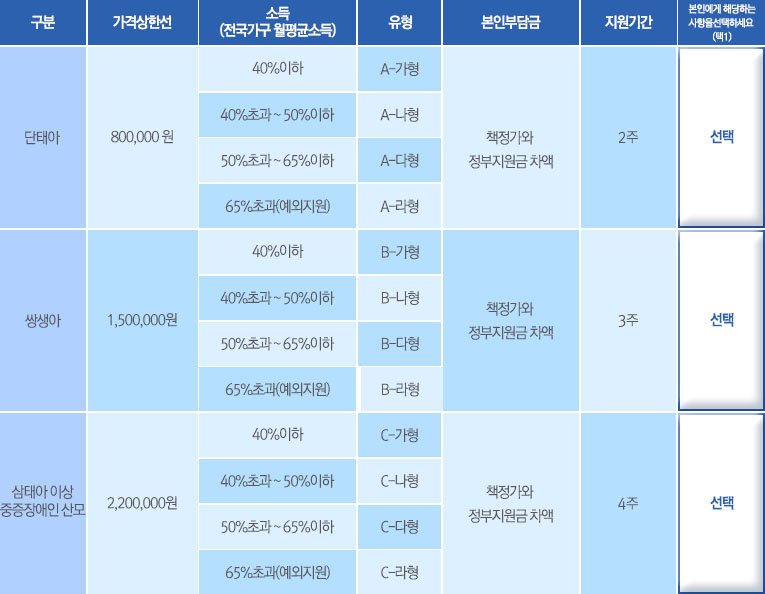 구분
가격상한선
소득
(전국가구 월평균소득)
유형
본인부담금
지원기간
본인에게 해당하는
사항을선택하세요
(택1)
단태아
800,000 원
40%이하
A-가형
40%초과 ~ 50%이하
A-나형
50%초과 ~ 65%이하
A-다형
65%초과(예외지원)
A-라형
책정가와
정부지원금 차액
2주
선택
쌍생아
1,500,000원
40%이하
B-가형
40%초과 ~ 50%이하
B-나형
50%초과 ~ 65%이하
B-다형
65%초과(예외지원)
B-라형
책정가와
정부지원금 차액
3주
선택
삼태아 이상
중증장애인 산모
2,200,000원
40%이하
C-가형
40%초과 ~ 50%이하
C-나형
50%초과 ~ 65%이하
C-다형
65%초과(예외지원)
C-라형
책정가와
정부지원금 차액
4주
선택